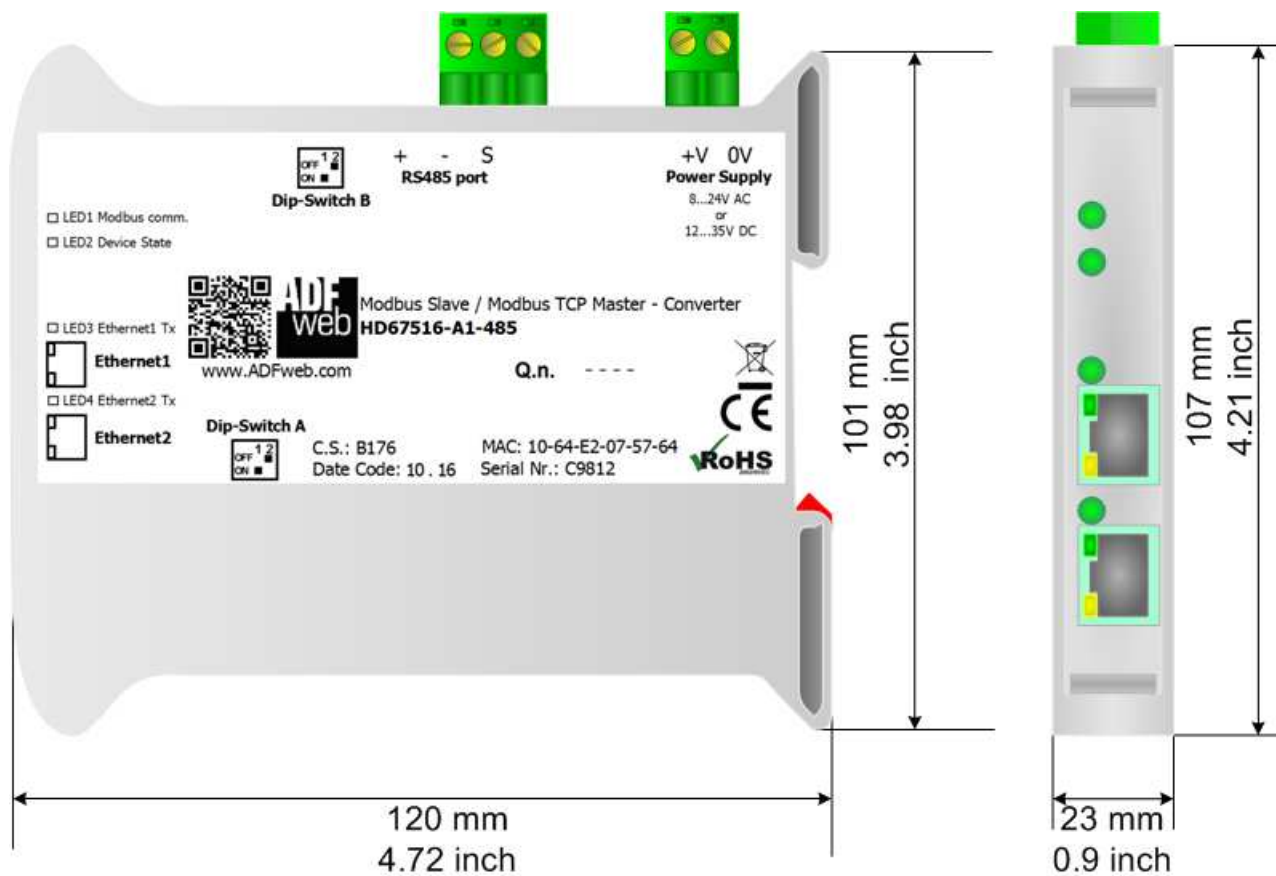 + - S
RS485 port
+V 0V
Power Supply
8...24V AC
or
12...35V DC
OFF 1 2
ON
Dip-Switch B
LED1 Modbus comm.
LED2 Device State
ADF
web
www.ADFweb.com
Modbus Slave / Modbus TCP Master - Converter
HD67516-A1-485
LED3 Ethernet1 Tx
Ethernet1
LED4 Ethernet2 Tx
Ethernet2
Q.n. - - - -
CE
RoHS
Dip-Switch A
OFF 1 2
ON
C.S.: B176
Date Code: 10 . 16
MAC: 10-64-E2-07-57-64
Serial Nr.: C9812
101 mm
3.98 inch
107 mm
4.21 inch
120 mm
4.72 inch
23 mm
0.9 inch